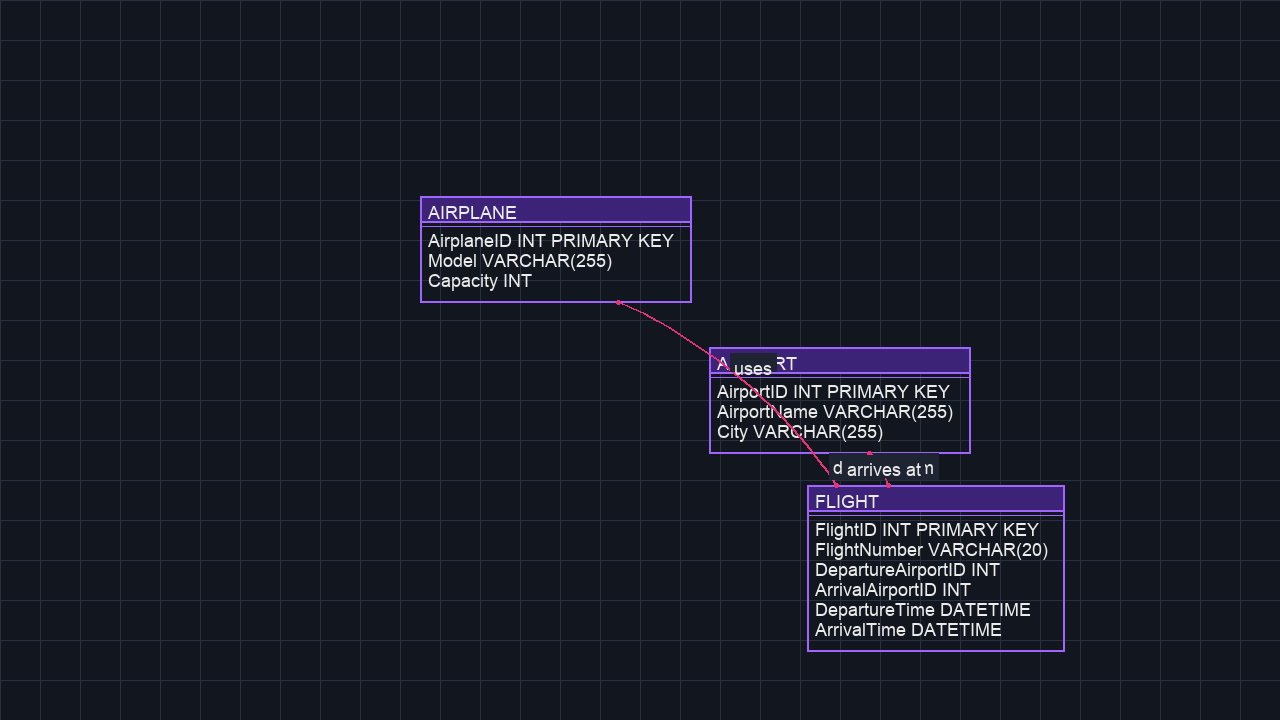 AIRPLANE
AirplaneID INT PRIMARY KEY
Model VARCHAR(255)
Capacity INT
uses
AirportID INT PRIMARY KEY
AirportName VARCHAR(255)
City VARCHAR(255)
arrives at
FLIGHT
FlightID INT PRIMARY KEY
FlightNumber VARCHAR(20)
DepartureAirportID INT
ArrivalAirportID INT
DepartureTime DATETIME
ArrivalTime DATETIME